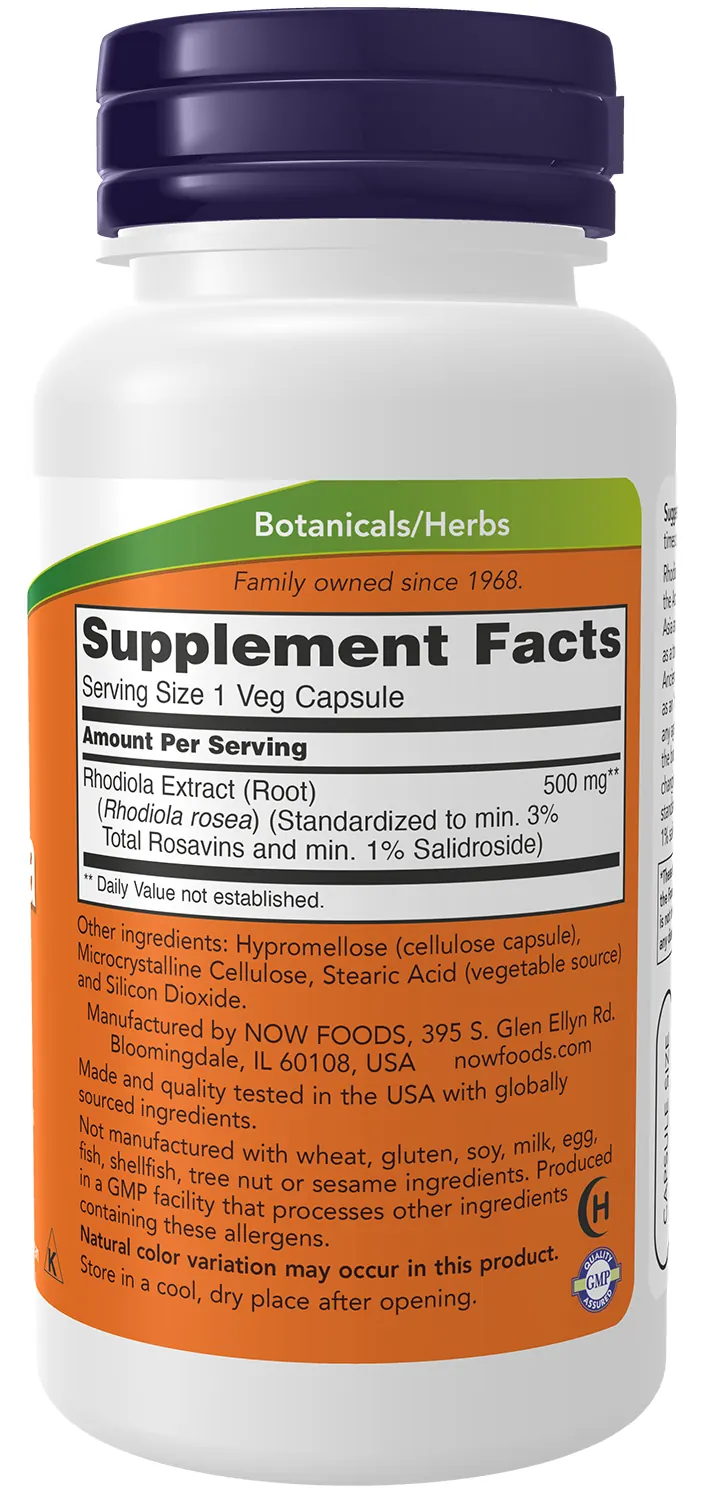 Botanicals/Herbs
Family owned since 1968.
Supplement Facts
Serving Size 1 Veg Capsule
Amount Per Serving
Rhodiola Extract (Root) 500 mg**
(Rhodiola rosea) (Standardized to min. 3%
Total Rosavins and min. 1% Salidroside)
** Daily Value not established.
Other ingredients: Hypromellose (cellulose capsule),
Microcrystalline Cellulose, Stearic Acid (vegetable source)
and Silicon Dioxide.
Manufactured by NOW FOODS, 395 S. Glen Ellyn Rd.
Bloomingdale, IL 60108, USA nowfoods.com
Made and quality tested in the USA with globally
sourced ingredients.
Not manufactured with wheat, gluten, soy, milk, egg,
fish, shellfish, tree nut or sesame ingredients. Produced
in a GMP facility that processes other ingredients
containing these allergens.
Natural color variation may occur in this product.
Store in a cool, dry place after opening.
K
H
QUALITY
GMP
ASSURED
CAPSULE SIZE